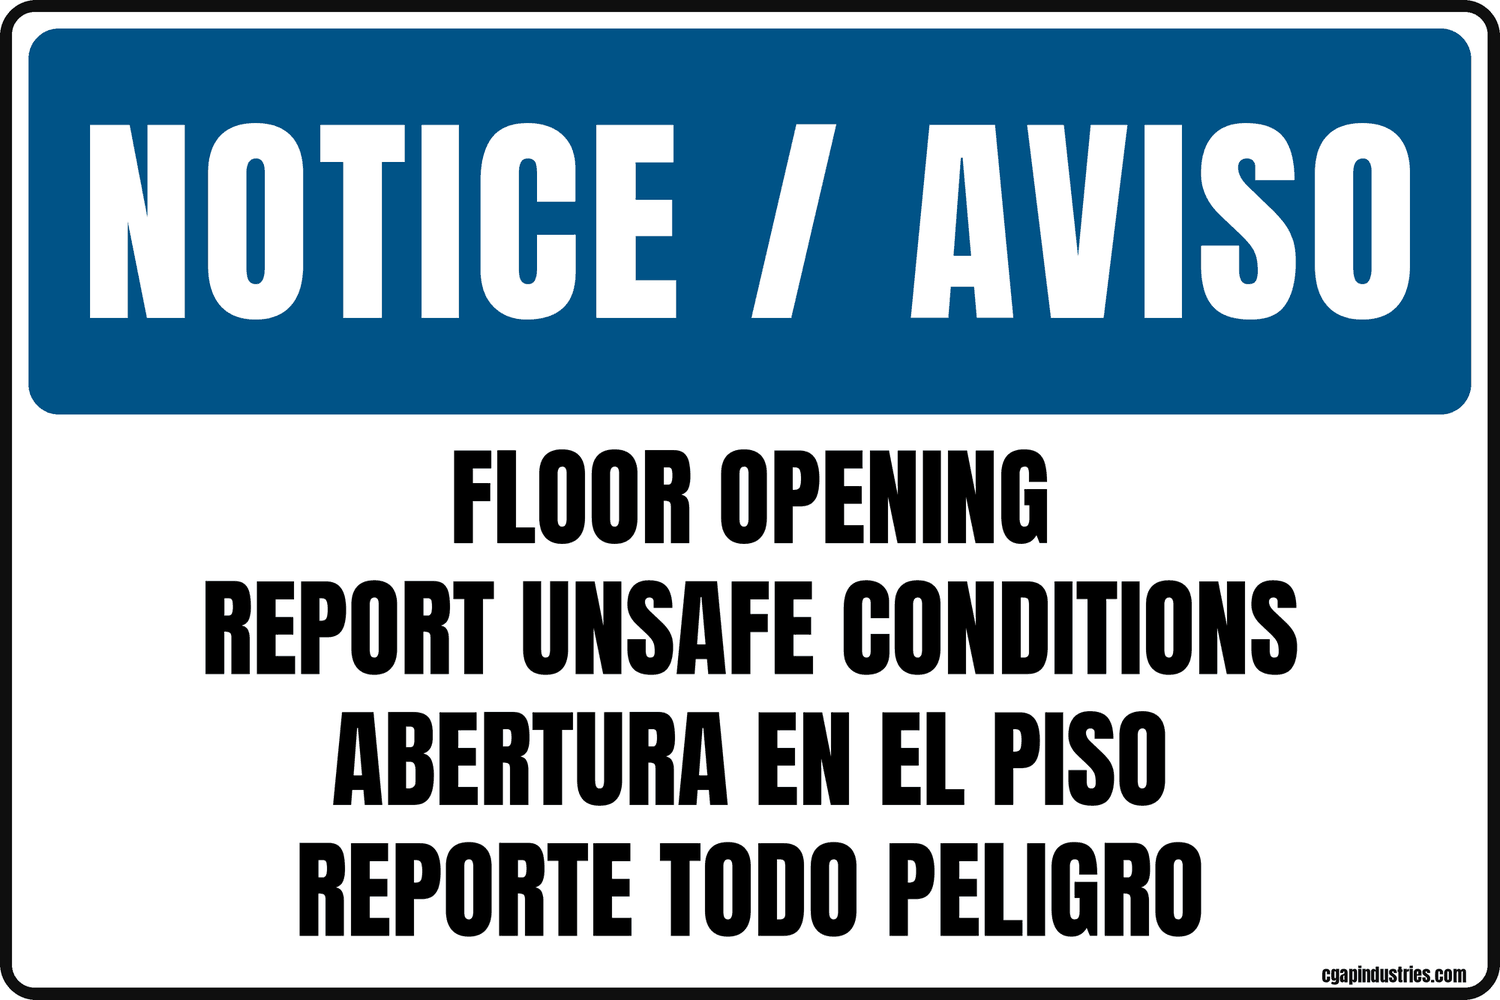 NOTICE / AVISO
FLOOR OPENING
REPORT UNSAFE CONDITIONS
ABERTURA EN EL PISO
REPORTE TODO PELIGRO
cgapindustries.com